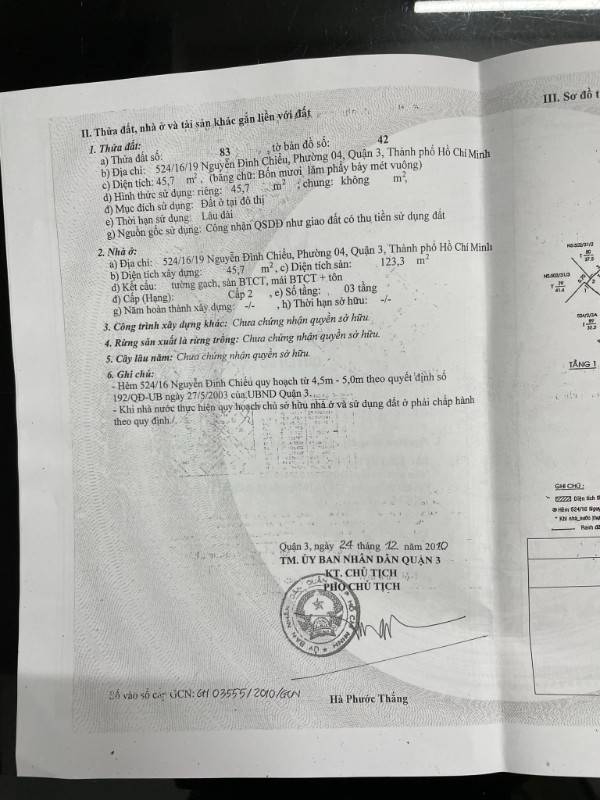 II. Thửa đất, nhà ở và tài sản khác gắn liền với đất
1. Thửa đất:
a) Thửa đất số: 83 , tờ bản đồ số: 42
b) Địa chỉ: 524/16/19 Nguyễn Đình Chiểu, Phường 04, Quận 3, Thành phố Hồ Chí Minh
c) Diện tích: 45,7 m², (bằng chữ: Bốn mươi lăm phẩy bảy mét vuông)
d) Hình thức sử dụng: riêng: 45,7 m² ; chung: không m²,
đ) Mục đích sử dụng: Đất ở tại đô thị
e) Thời hạn sử dụng: Lâu dài
g) Nguồn gốc sử dụng: Công nhận QSDĐ như giao đất có thu tiền sử dụng đất
2. Nhà ở:
a) Địa chỉ: 524/16/19 Nguyễn Đình Chiểu, Phường 04, Quận 3, Thành phố Hồ Chí Minh
b) Diện tích xây dựng: 45,7 m², c) Diện tích sàn: 123,3 m²
d) Kết cấu: tường gạch, sàn BTCT, mái BTCT + tôn
đ) Cấp (Hạng): Cấp 2 , e) Số tầng: 03 tầng
g) Năm hoàn thành xây dựng: -/- , h) Thời hạn sở hữu: -/-
3. Công trình xây dựng khác: Chưa chứng nhận quyền sở hữu.
4. Rừng sản xuất là rừng trồng: Chưa chứng nhận quyền sở hữu.
5. Cây lâu năm: Chưa chứng nhận quyền sở hữu.
6. Ghi chú:
- Hẻm 524/16 Nguyễn Đình Chiểu quy hoạch từ 4,5m - 5,0m theo quyết định số
192/QĐ-UB ngày 27/5/2003 của UBND Quận 3.
- Khi nhà nước thực hiện quy hoạch chủ sở hữu nhà ở và sử dụng đất ở phải chấp hành
theo quy định./.
Quận 3, ngày 24 tháng 12 năm 2010
TM. ỦY BAN NHÂN DÂN QUẬN 3
KT. CHỦ TỊCH
PHÓ CHỦ TỊCH
Số vào sổ cấp GCN: GH 03555/2010/GCN
Hà Phước Thắng
III. Sơ đồ t
TẦNG 1
GHI CHÚ:
Diện tích
Hẻm 524/16